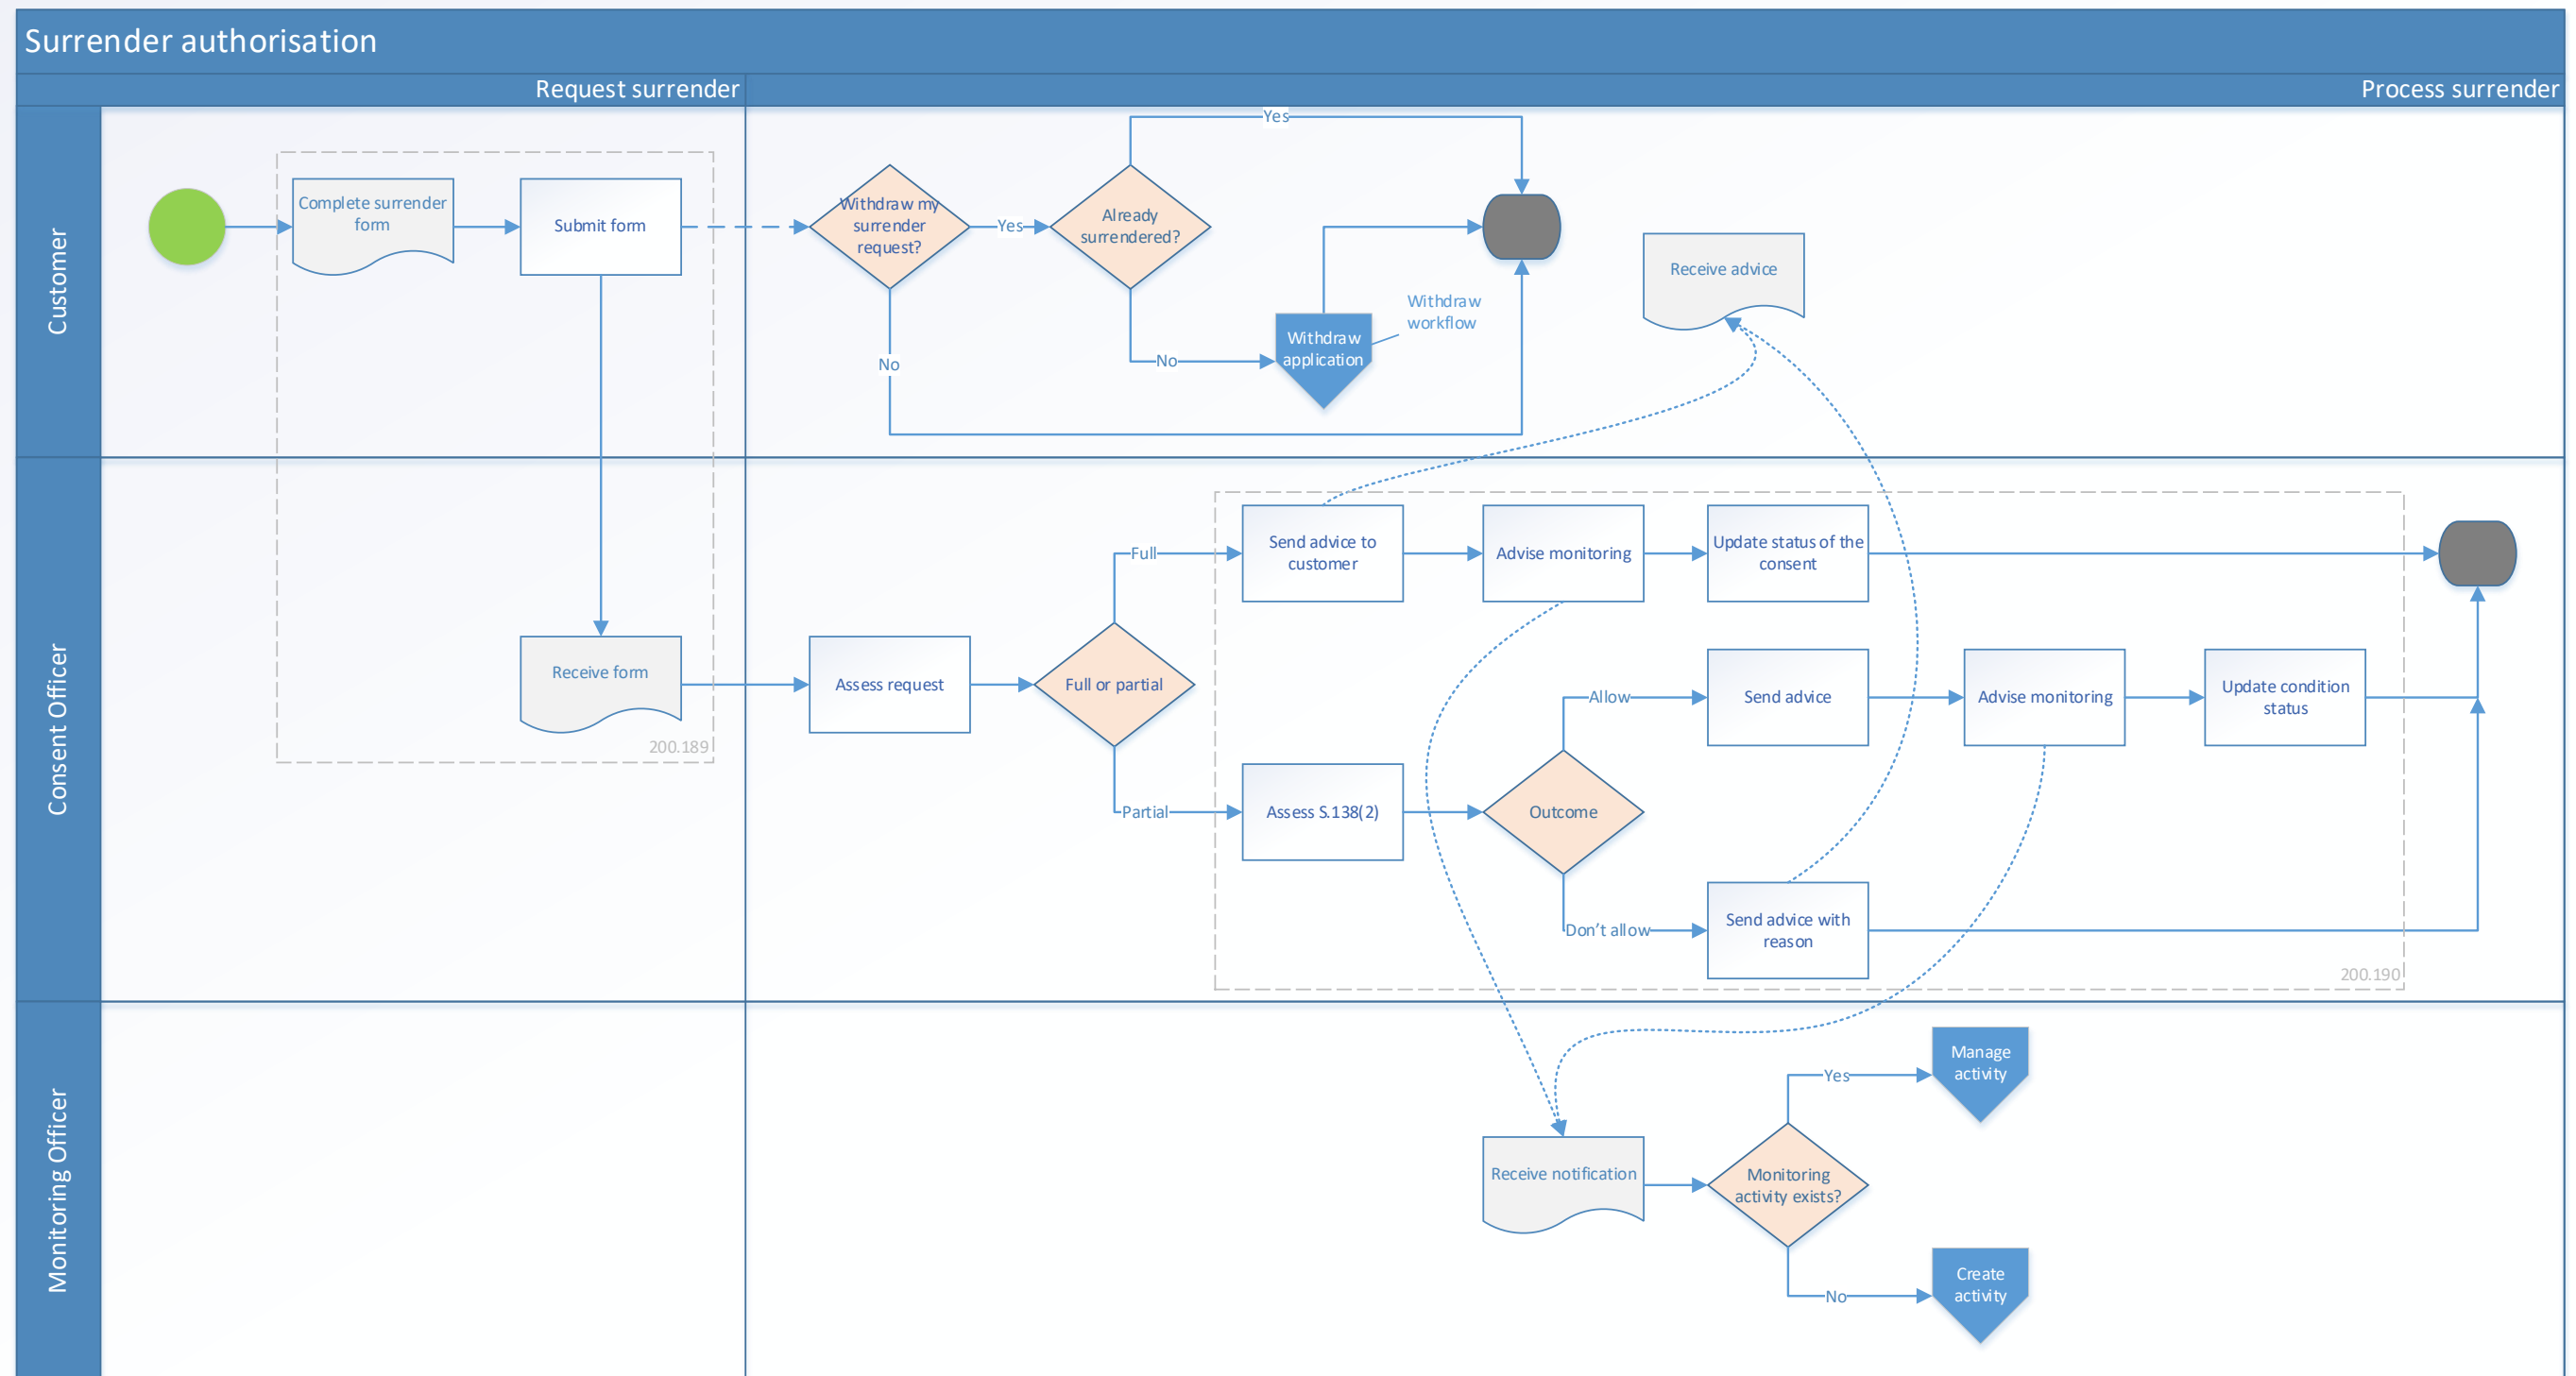 Surrender authorisation
Request surrender
Process surrender
Customer
Complete surrender
form
Submit form
Withdraw my
surrender
request?
Yes
Already
surrendered?
Yes
No
No
Withdraw
application
Withdraw
workflow
Receive advice
Consent Officer
Receive form
200.189
Assess request
Full or partial
Full
Send advice to
customer
Advise monitoring
Update status of the
consent
Partial
Assess S.138(2)
Outcome
Allow
Send advice
Advise monitoring
Update condition
status
Don’t allow
Send advice with
reason
200.190
Monitoring Officer
Receive notification
Monitoring
activity exists?
Yes
Manage
activity
No
Create
activity